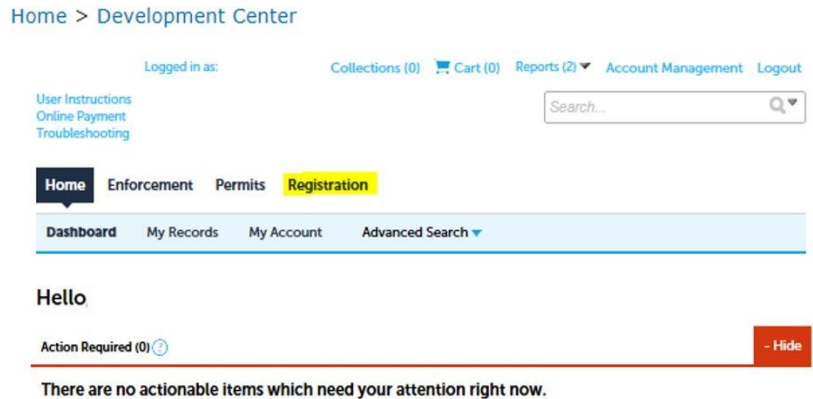 Home > Development Center
Logged in as: Collections (0) Cart (0) Reports (2) Account Management Logout
User Instructions
Online Payment
Troubleshooting
Search...
Home Enforcement Permits Registration
Dashboard My Records My Account Advanced Search
Hello,
Action Required (0) ?
- Hide
There are no actionable items which need your attention right now.